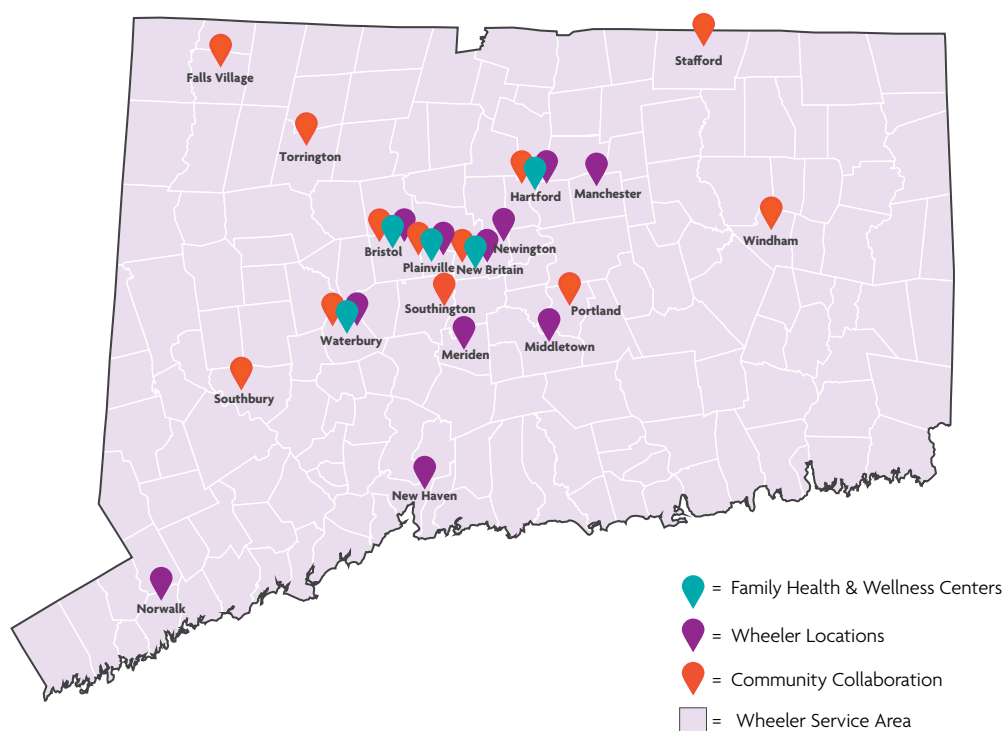 Stafford
Falls Village
Torrington
Hartford
Manchester
Windham
Bristol
Newington
Plainville
New Britain
Southington
Portland
Waterbury
Meriden
Middletown
Southbury
New Haven
Norwalk
= Family Health & Wellness Centers
= Wheeler Locations
= Community Collaboration
= Wheeler Service Area